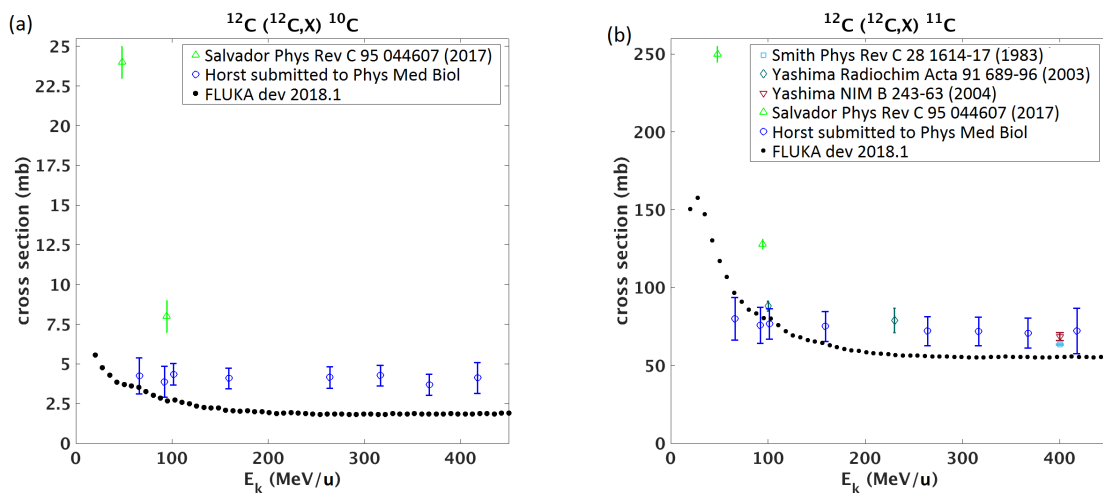 (a)
¹²C (¹²C,X) ¹⁰C
Salvador Phys Rev C 95 044607 (2017)
Horst submitted to Phys Med Biol
FLUKA dev 2018.1
cross section (mb)
25
22.5
20
17.5
15
12.5
10
7.5
5
2.5
0
0 100 200 300 400
Eₖ (MeV/u)
(b)
¹²C (¹²C,X) ¹¹C
Smith Phys Rev C 28 1614-17 (1983)
Yashima Radiochim Acta 91 689-96 (2003)
Yashima NIM B 243-63 (2004)
Salvador Phys Rev C 95 044607 (2017)
Horst submitted to Phys Med Biol
FLUKA dev 2018.1
cross section (mb)
250
200
150
100
50
0
0 100 200 300 400
Eₖ (MeV/u)